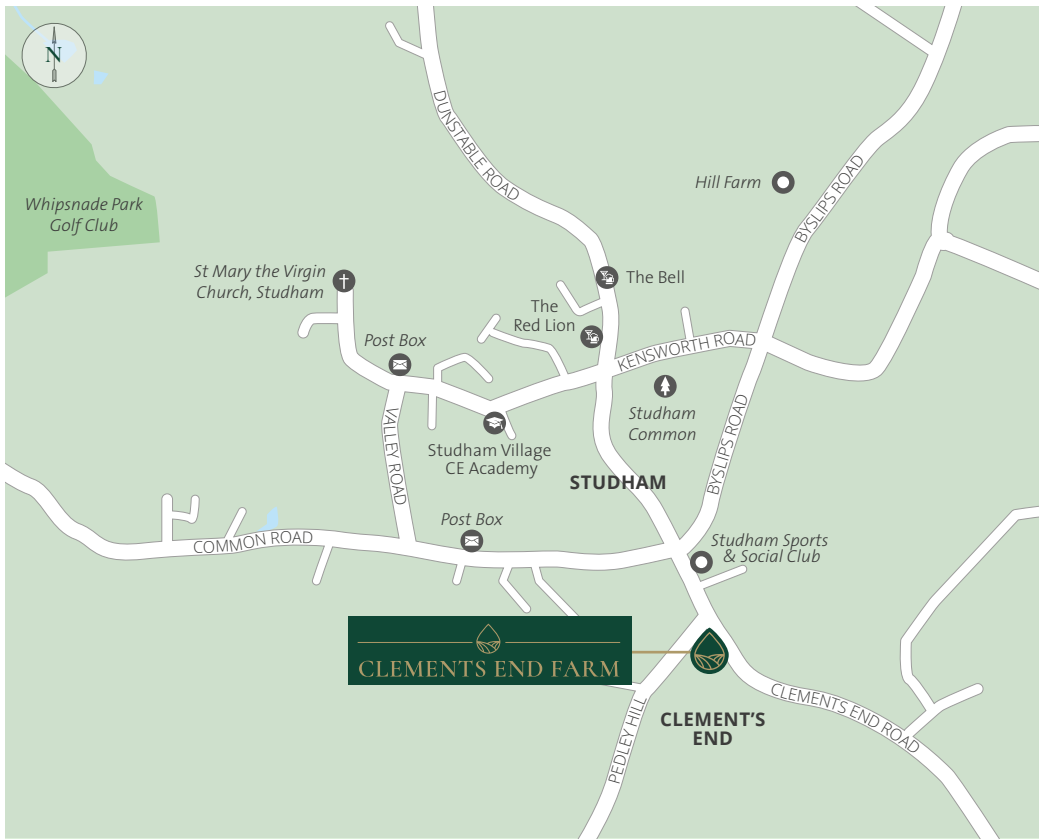 N
DUNSTABLE ROAD
BYSLIPS ROAD
Hill Farm
Whipsnade Park
Golf Club
St Mary the Virgin
Church, Studham
The Bell
The
Red Lion
Post Box
KENSWORTH ROAD
Studham
Common
VALLEY ROAD
BYSLIPS ROAD
Studham Village
CE Academy
STUDHAM
Post Box
COMMON ROAD
Studham Sports
& Social Club
CLEMENTS END FARM
CLEMENTS END ROAD
PEDLEY HILL
CLEMENT’S
END